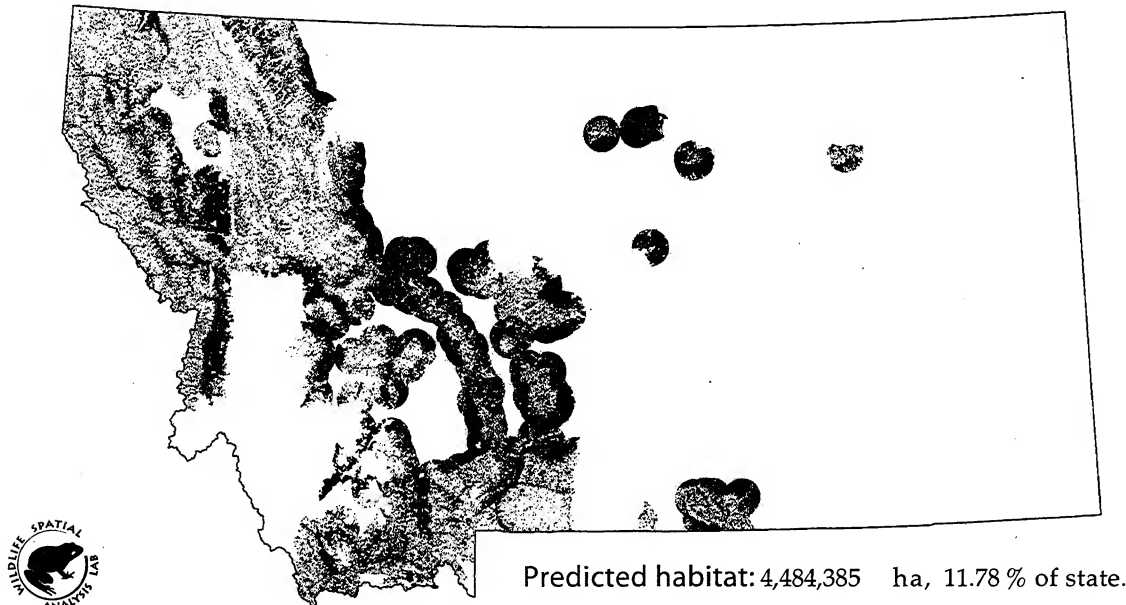 WILDLIFE SPATIAL ANALYSIS LAB
Predicted habitat: 4,484,385 ha, 11.78 % of state.